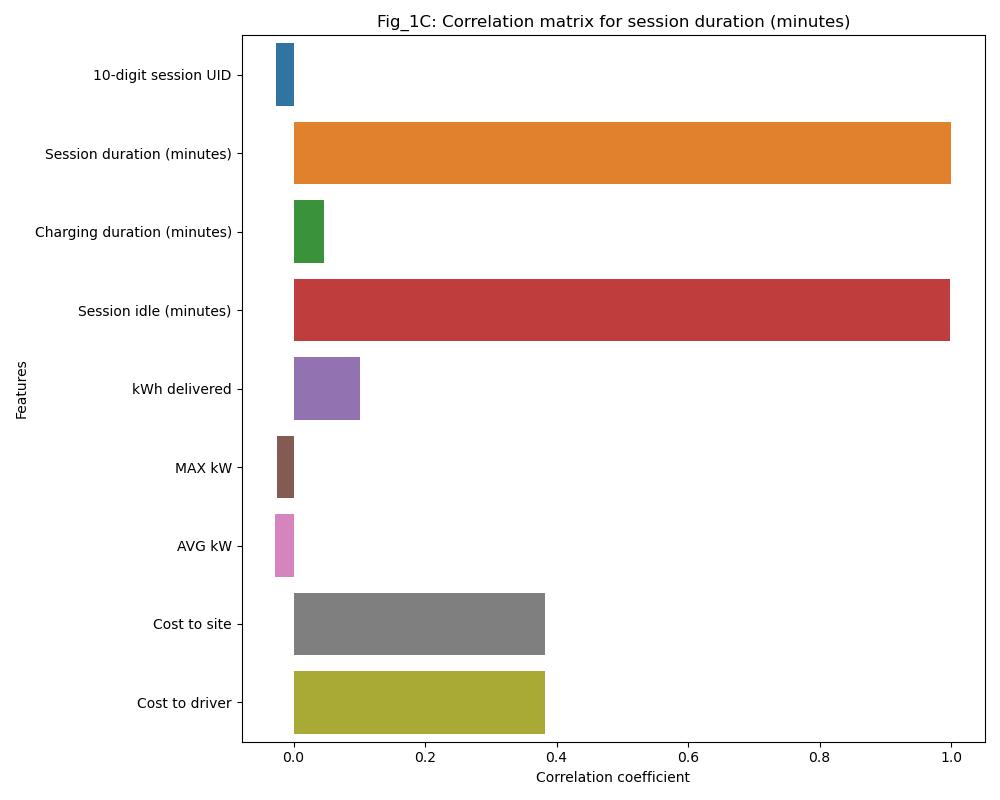 Fig_1C: Correlation matrix for session duration (minutes)
10-digit session UID
Session duration (minutes)
Charging duration (minutes)
Session idle (minutes)
kWh delivered
MAX kW
AVG kW
Cost to site
Cost to driver
Features
0.0 0.2 0.4 0.6 0.8 1.0
Correlation coefficient